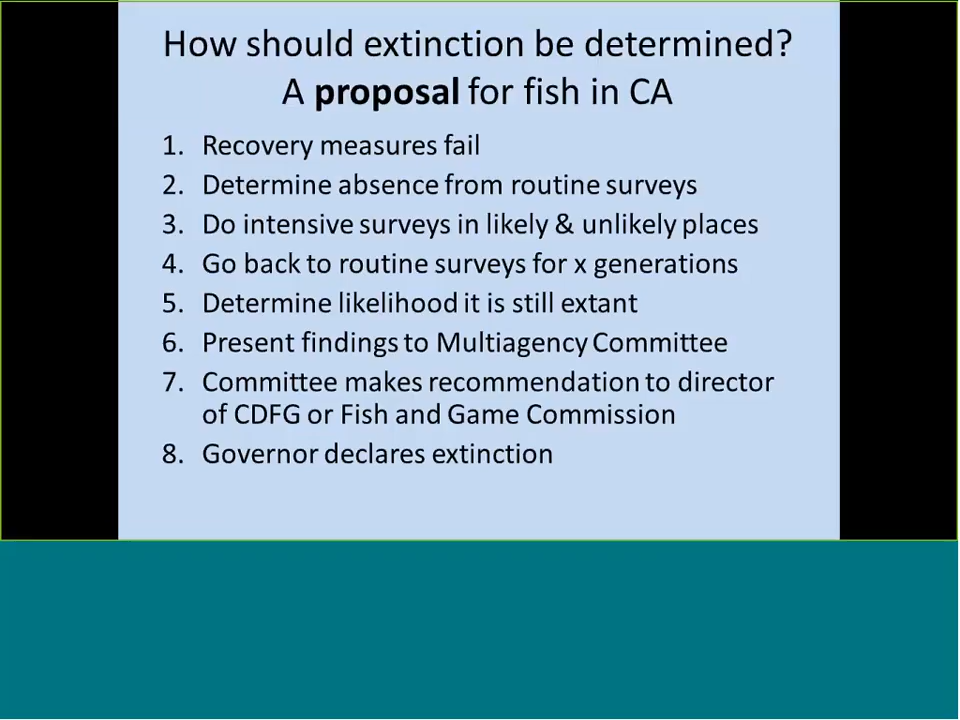 How should extinction be determined?
A proposal for fish in CA
1. Recovery measures fail
2. Determine absence from routine surveys
3. Do intensive surveys in likely & unlikely places
4. Go back to routine surveys for x generations
5. Determine likelihood it is still extant
6. Present findings to Multiagency Committee
7. Committee makes recommendation to director
of CDFG or Fish and Game Commission
8. Governor declares extinction